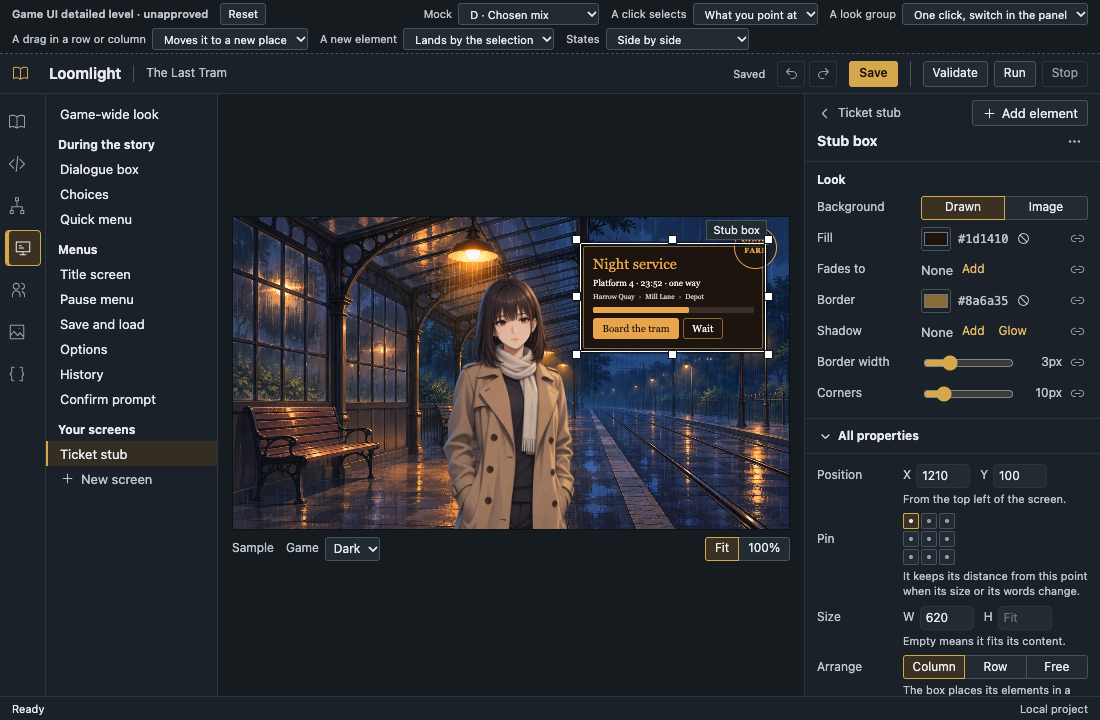 Game UI detailed level · unapproved
Reset
Mock
D · Chosen mix
A click selects
What you point at
A look group
One click, switch in the panel
A drag in a row or column
Moves it to a new place
A new element
Lands by the selection
States
Side by side
Loomlight
The Last Tram
Saved
Save
Validate
Run
Stop
Game-wide look
During the story
Dialogue box
Choices
Quick menu
Menus
Title screen
Pause menu
Save and load
Options
History
Confirm prompt
Your screens
Ticket stub
New screen
Stub box
Night service
Platform 4 · 23:52 · one way
Harrow Quay › Mill Lane › Depot
Board the tram
Wait
Sample
Game
Dark
Fit
100%
Ticket stub
Add element
Stub box
Look
Background
Drawn
Image
Fill
#1d1410
Fades to
None
Add
Border
#8a6a35
Shadow
None
Add
Glow
Border width
3px
Corners
10px
All properties
Position
X
1210
Y
100
From the top left of the screen.
Pin
It keeps its distance from this point
when its size or its words change.
Size
W
620
H
Fit
Empty means it fits its content.
Arrange
Column
Row
Free
The box places its elements in a
Ready
Local project